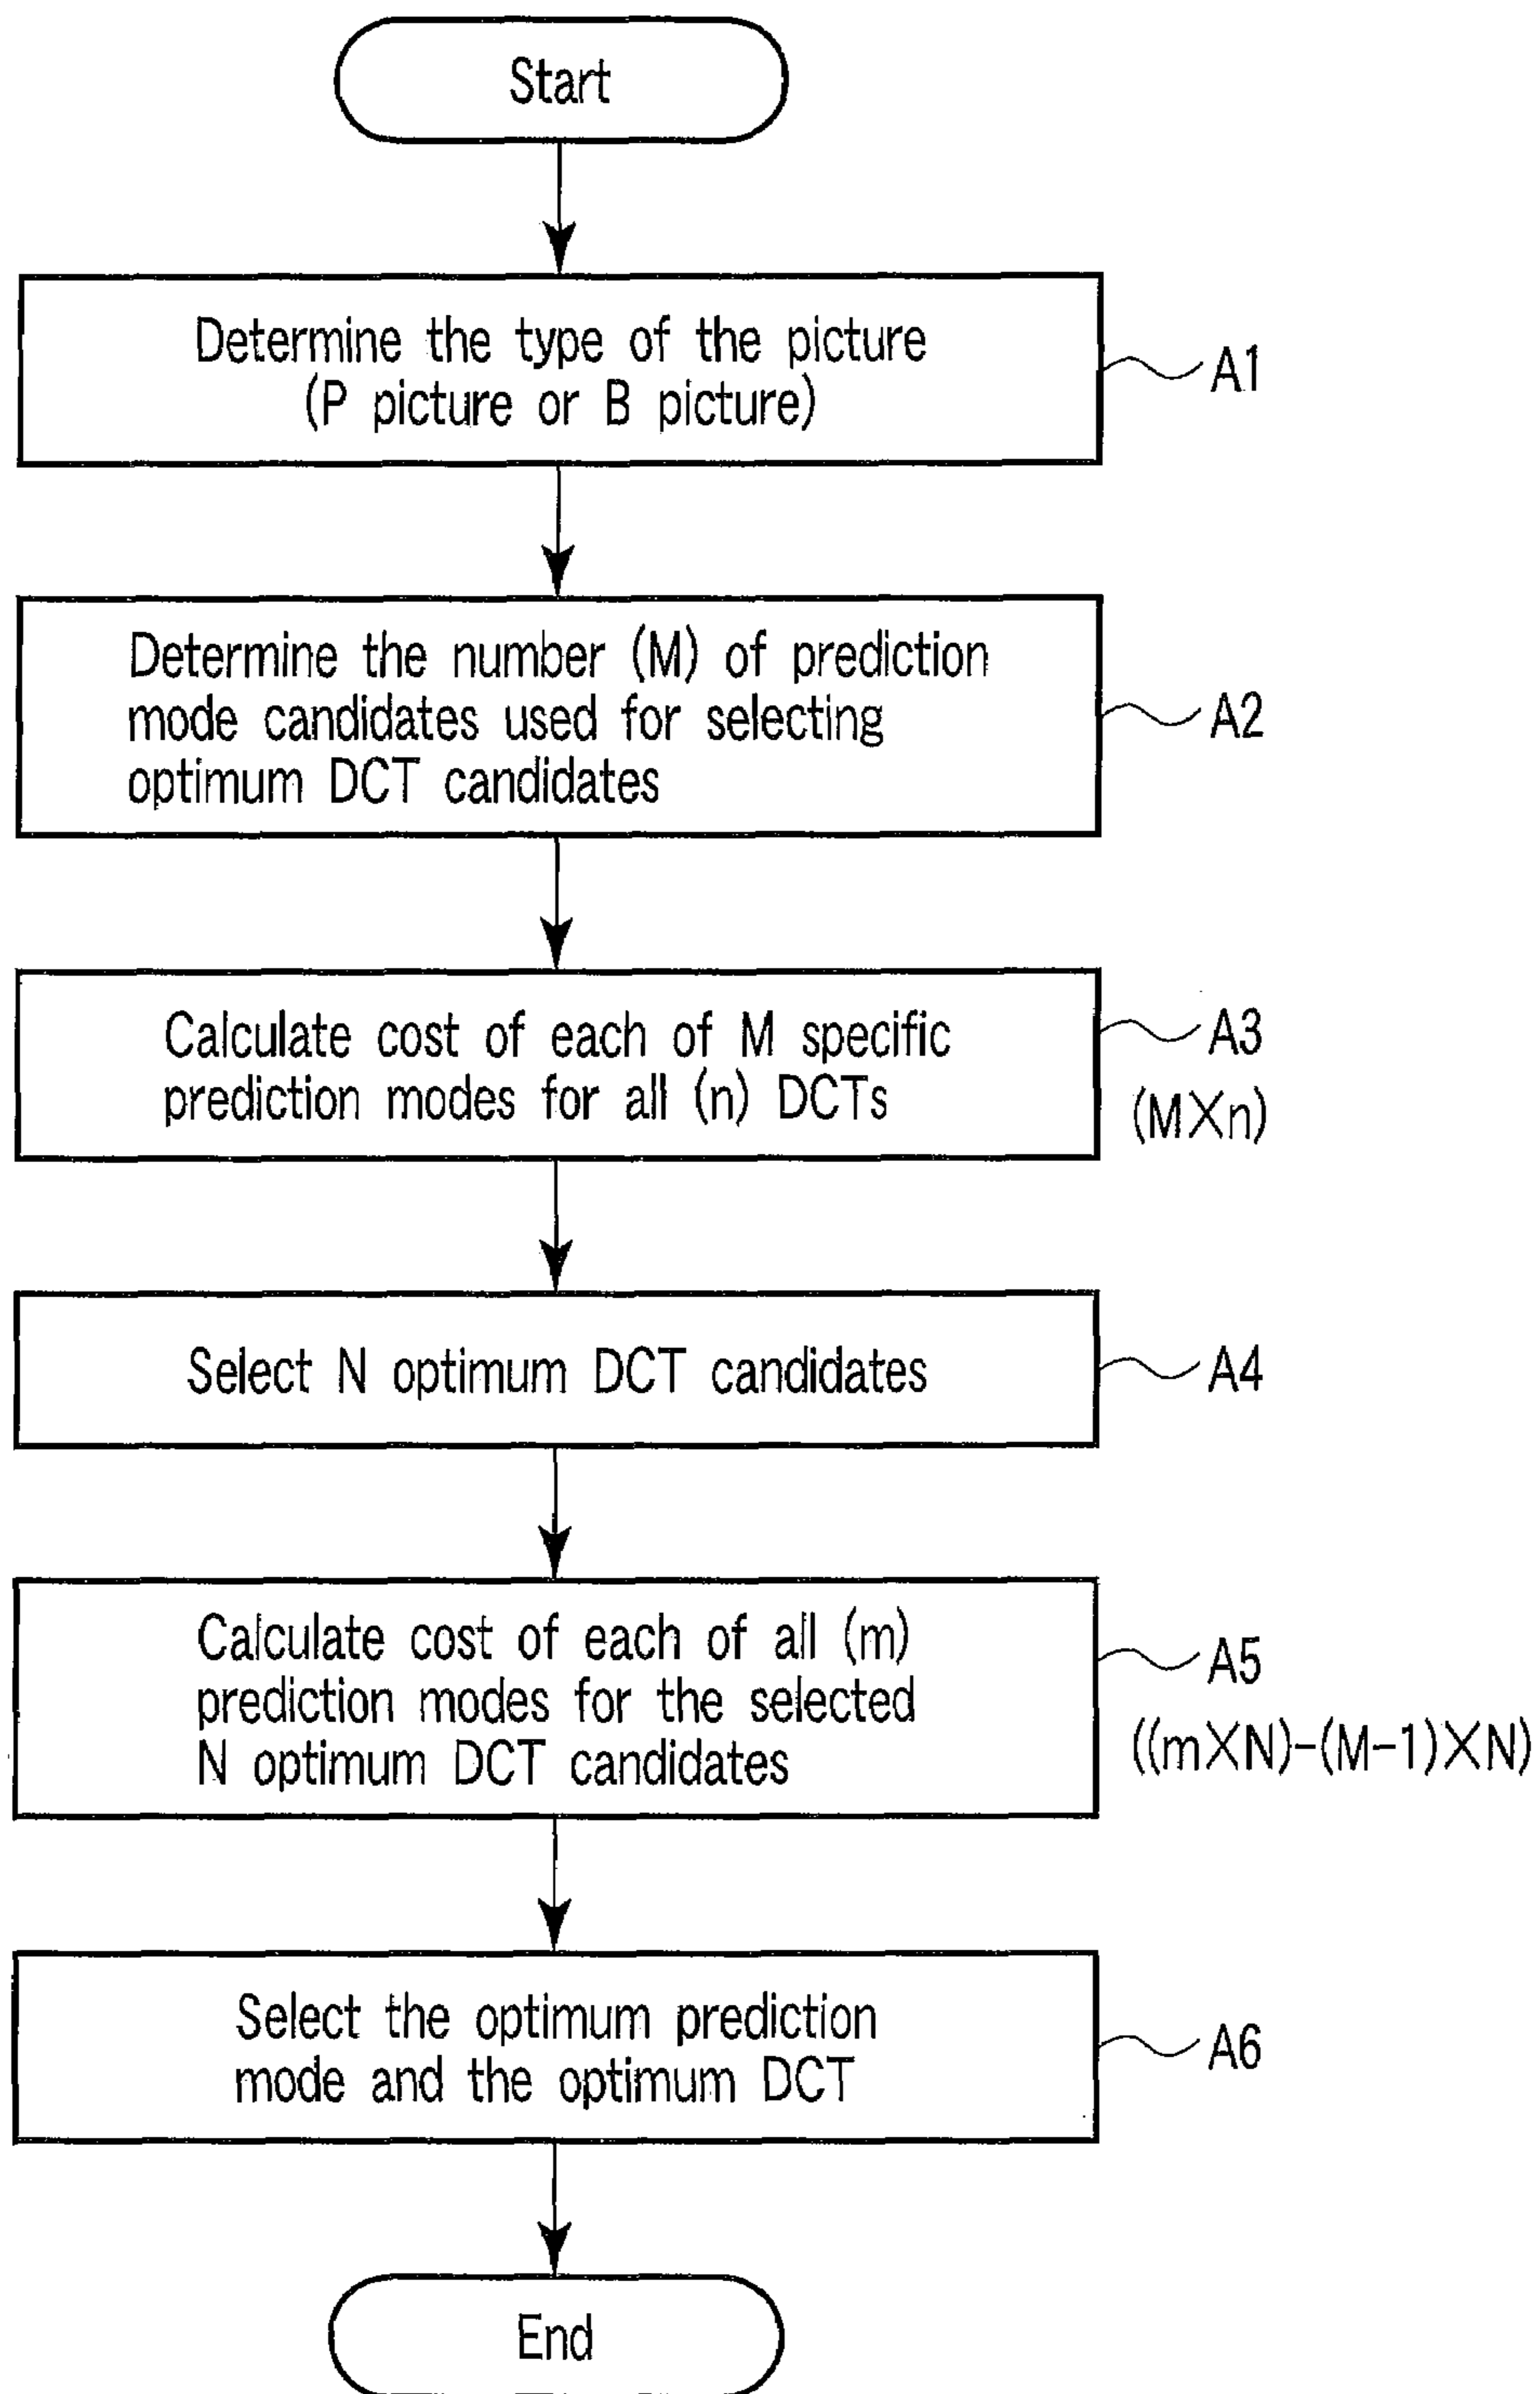 Start
Determine the type of the picture
(P picture or B picture)
A1
Determine the number (M) of prediction
mode candidates used for selecting
optimum DCT candidates
A2
Calculate cost of each of M specific
prediction modes for all (n) DCTs
A3
(M×n)
Select N optimum DCT candidates
A4
Calculate cost of each of all (m)
prediction modes for the selected
N optimum DCT candidates
A5
((m×N)-(M-1)×N)
Select the optimum prediction
mode and the optimum DCT
A6
End